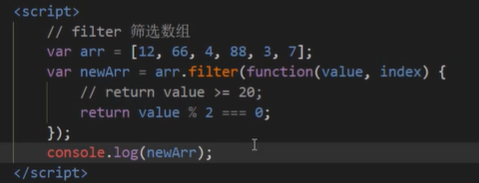 <script>
// filter 筛选数组
var arr = [12, 66, 4, 88, 3, 7];
var newArr = arr.filter(function(value, index) {
// return value >= 20;
return value % 2 === 0;
});
console.log(newArr);
</script>